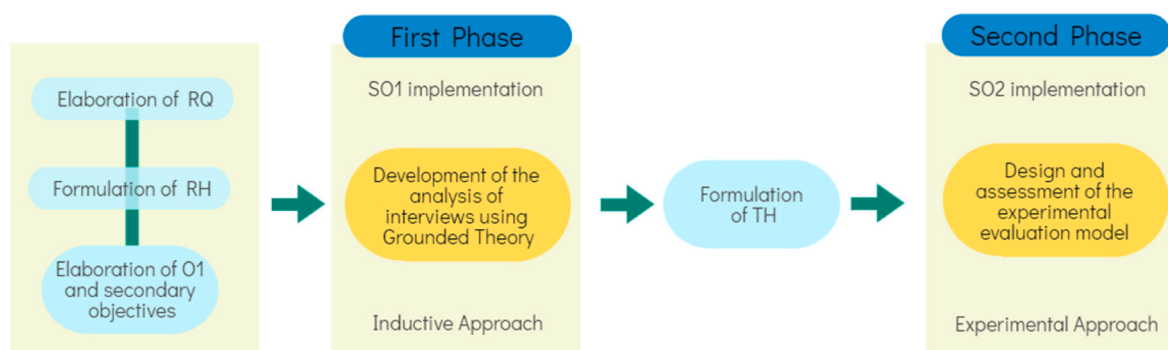 Elaboration of RQ
Formulation of RH
Elaboration of O1
and secondary
objectives
First Phase
SO1 implementation
Development of the
analysis of
interviews using
Grounded Theory
Inductive Approach
Formulation
of TH
Second Phase
SO2 implementation
Design and
assessment of the
experimental
evaluation model
Experimental Approach